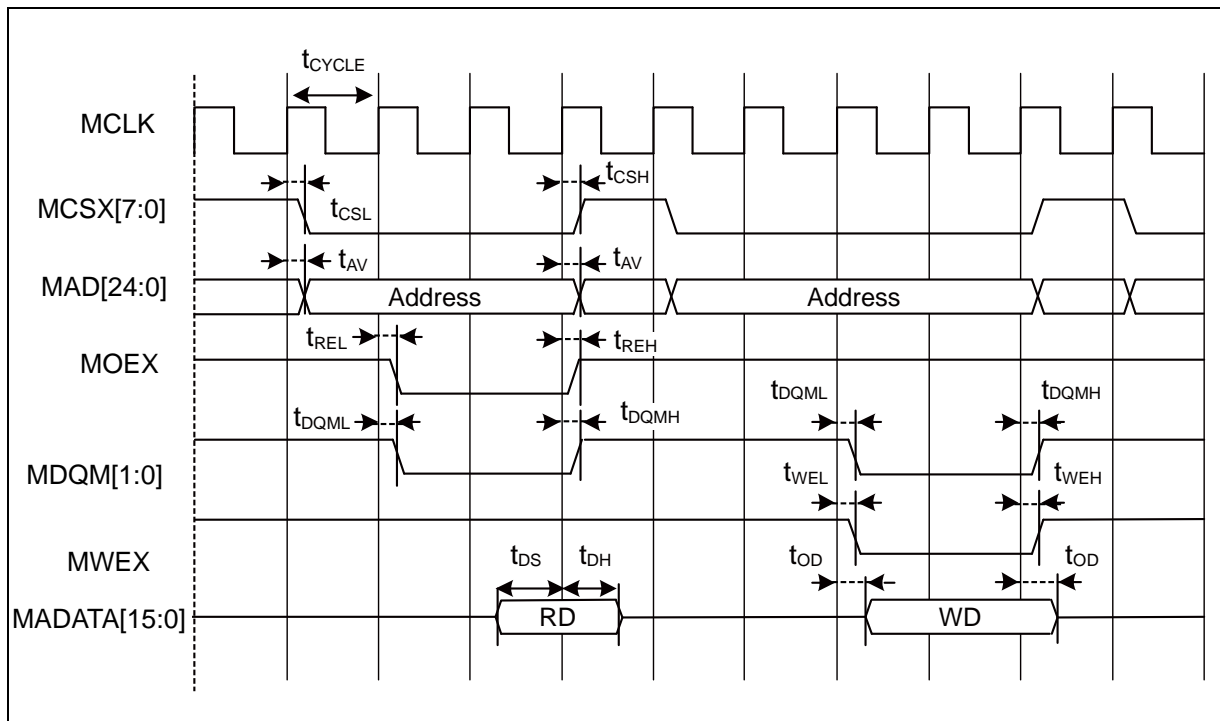 tCYCLE
MCLK
tCSH
MCSX[7:0]
tCSL
tAV
tAV
MAD[24:0]
Address
Address
tREL
tREH
MOEX
tDQML
tDQMH
tDQML
tDQMH
MDQM[1:0]
tWEL
tWEH
MWEX
tDS
tDH
tOD
tOD
MADATA[15:0]
RD
WD